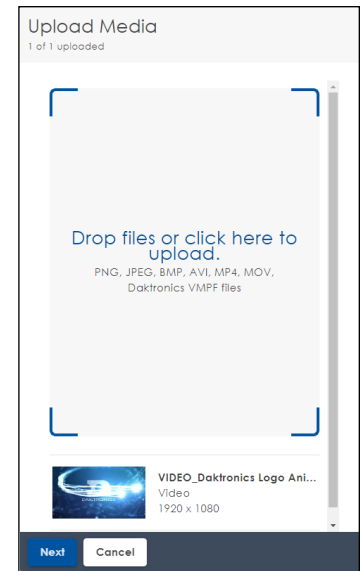 Upload Media
1 of 1 uploaded
Drop files or click here to
upload.
PNG, JPEG, BMP, AVI, MP4, MOV,
Daktronics VMPF files
VIDEO_Daktronics Logo Ani...
Video
1920 x 1080
DAKTRONICS
Next
Cancel